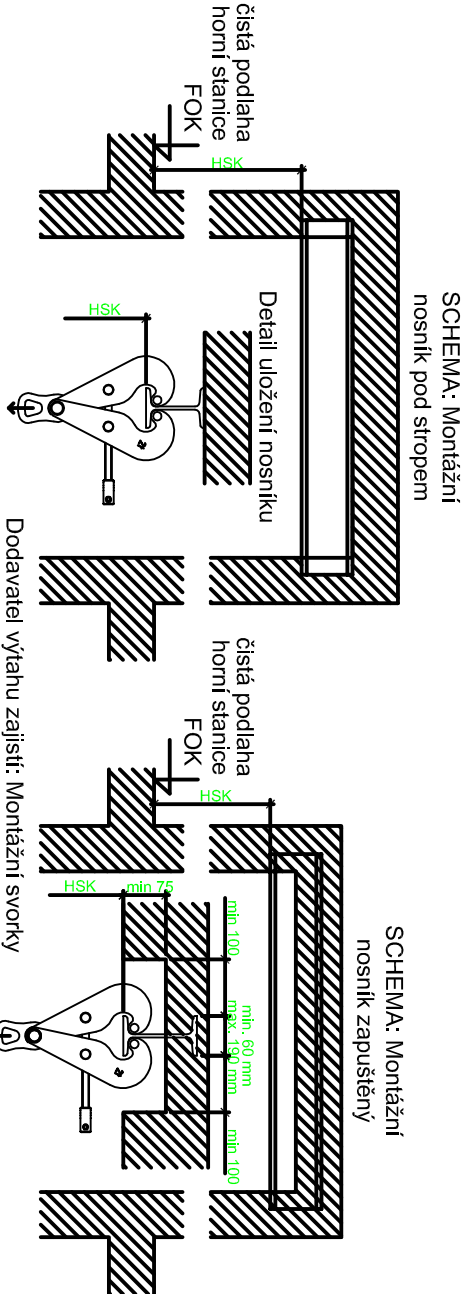 SCHEMA: Montážní
nosník pod stropem
čistá podlaha
horní stanice
FOK
HSK
Detail uložení nosníku
HSK
Dodavatel výtahu zajistí: Montážní svorky
SCHEMA: Montážní
nosník zapuštěný
čistá podlaha
horní stanice
FOK
HSK
min 100
min. 60 mm
max. 190 mm
min 100
min 75
HSK